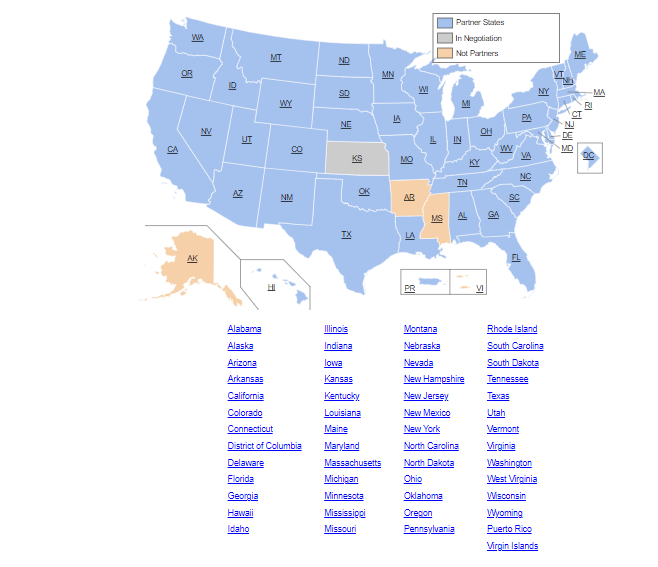 Partner States
In Negotiation
Not Partners
WA
MT
ND
MN
OR
ID
SD
WI
MI
ME
VT
NH
NY
MA
RI
CT
WY
NE
IA
PA
NJ
DE
MD
DC
NV
UT
CO
KS
MO
IL
IN
OH
WV
VA
KY
CA
AZ
NM
OK
AR
TN
NC
SC
MS
AL
GA
TX
LA
FL
AK
HI
PR
VI
Alabama
Alaska
Arizona
Arkansas
California
Colorado
Connecticut
District of Columbia
Delaware
Florida
Georgia
Hawaii
Idaho
Illinois
Indiana
Iowa
Kansas
Kentucky
Louisiana
Maine
Maryland
Massachusetts
Michigan
Minnesota
Mississippi
Missouri
Montana
Nebraska
Nevada
New Hampshire
New Jersey
New Mexico
New York
North Carolina
North Dakota
Ohio
Oklahoma
Oregon
Pennsylvania
Rhode Island
South Carolina
South Dakota
Tennessee
Texas
Utah
Vermont
Virginia
Washington
West Virginia
Wisconsin
Wyoming
Puerto Rico
Virgin Islands